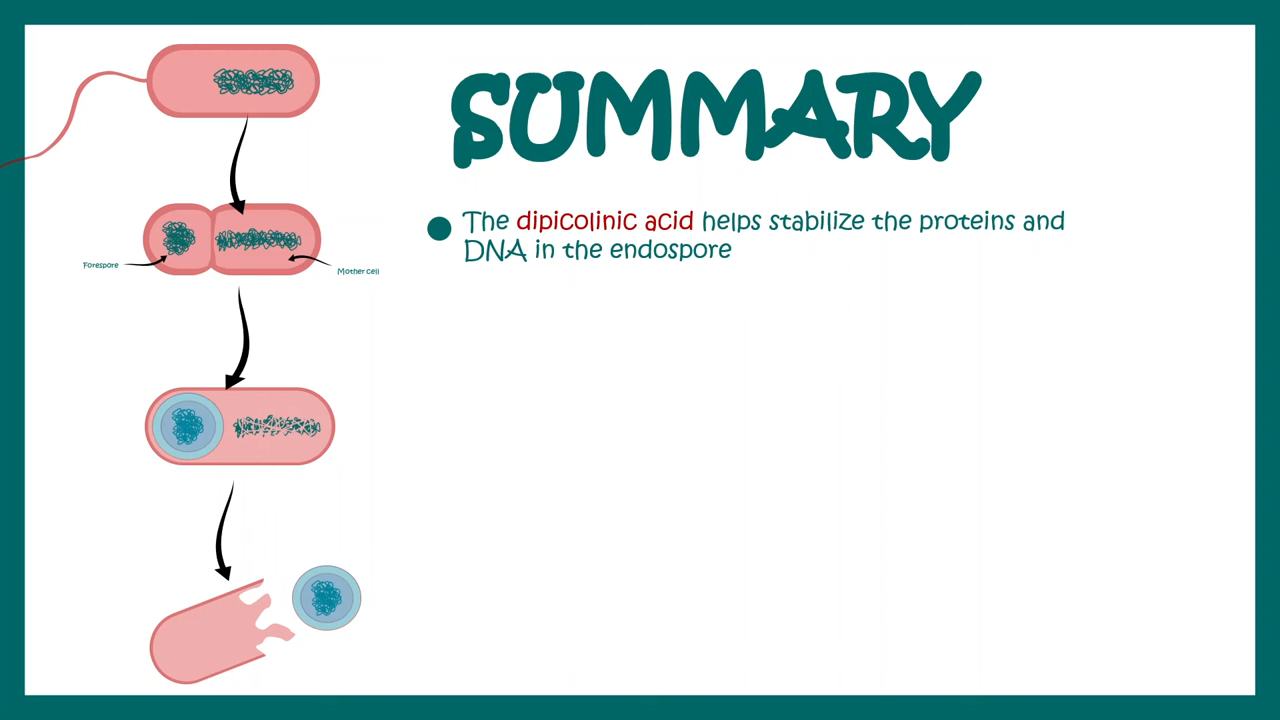 SUMMARY
The dipicolinic acid helps stabilize the proteins and
DNA in the endospore
Forespore
Mother cell